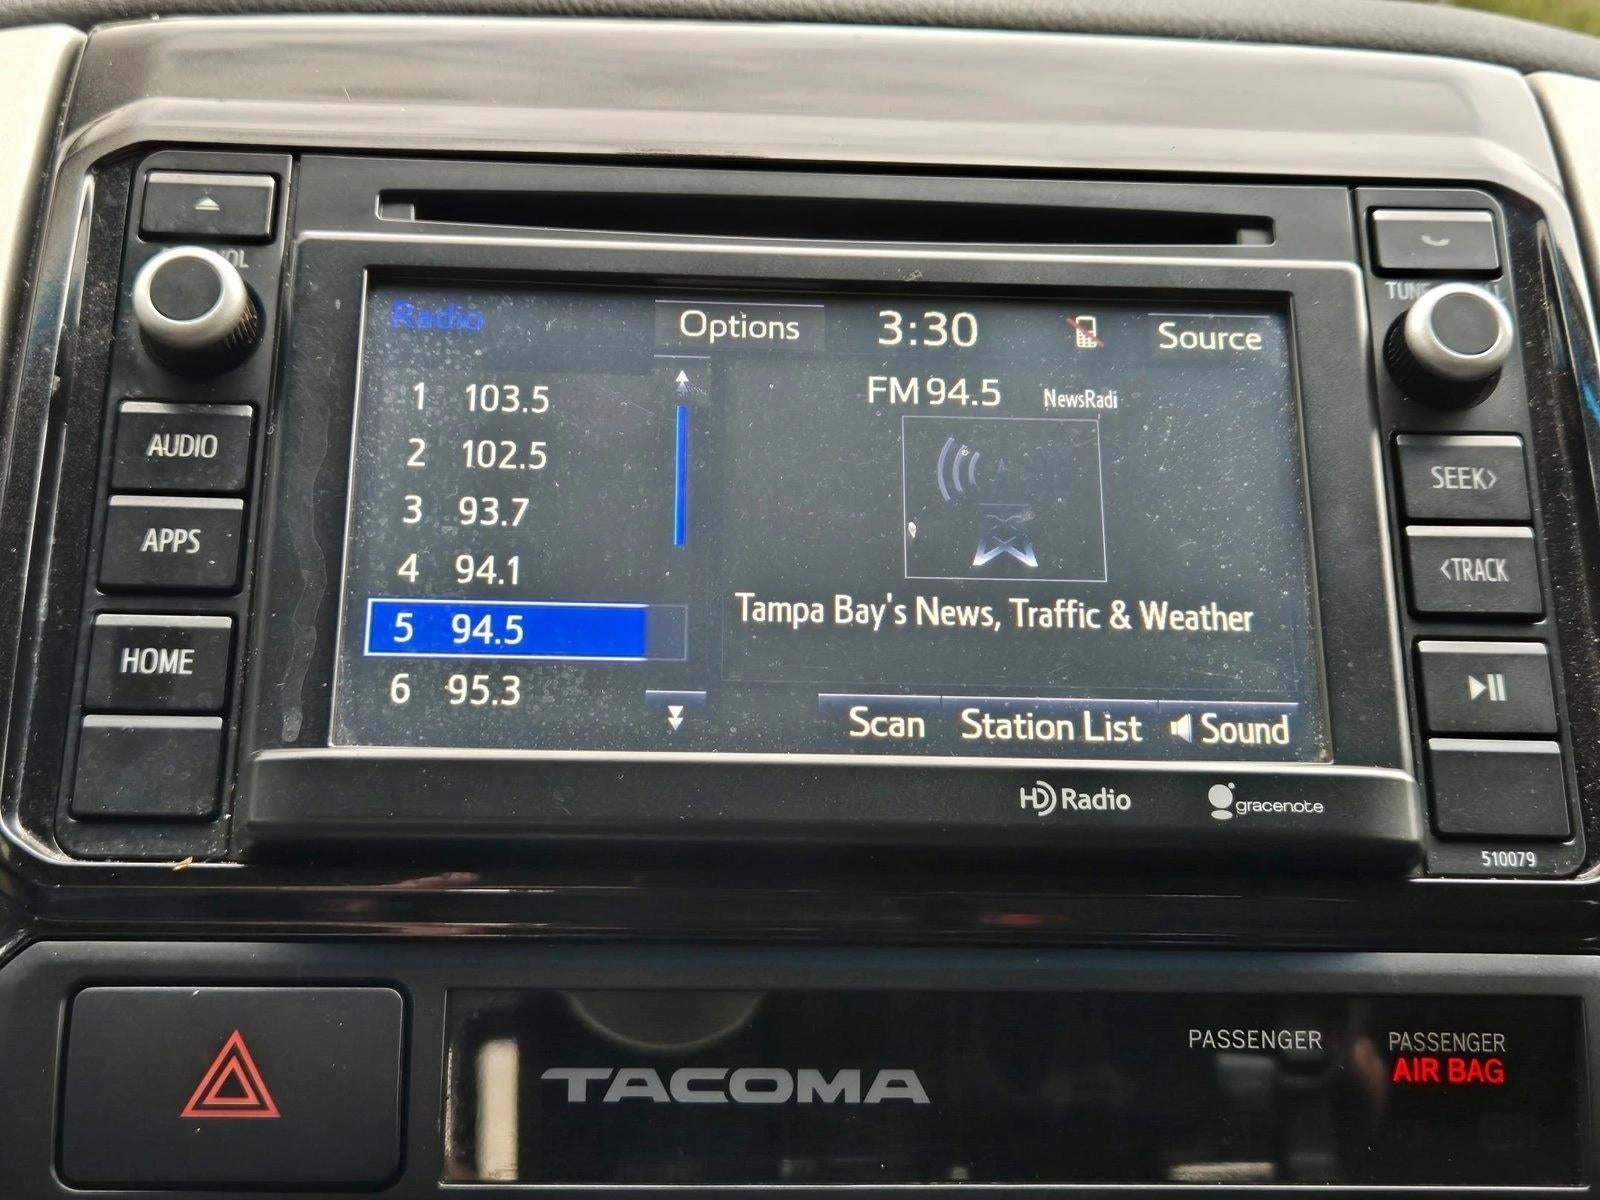 VOL
TUNE
Radio
Options
3:30
Source
FM 94.5
NewsRadi
1 103.5
2 102.5
3 93.7
4 94.1
5 94.5
6 95.3
Tampa Bay's News, Traffic & Weather
Scan
Station List
Sound
AUDIO
APPS
HOME
SEEK>
<TRACK
HD Radio
gracenote
510079
TACOMA
PASSENGER
PASSENGER
AIR BAG